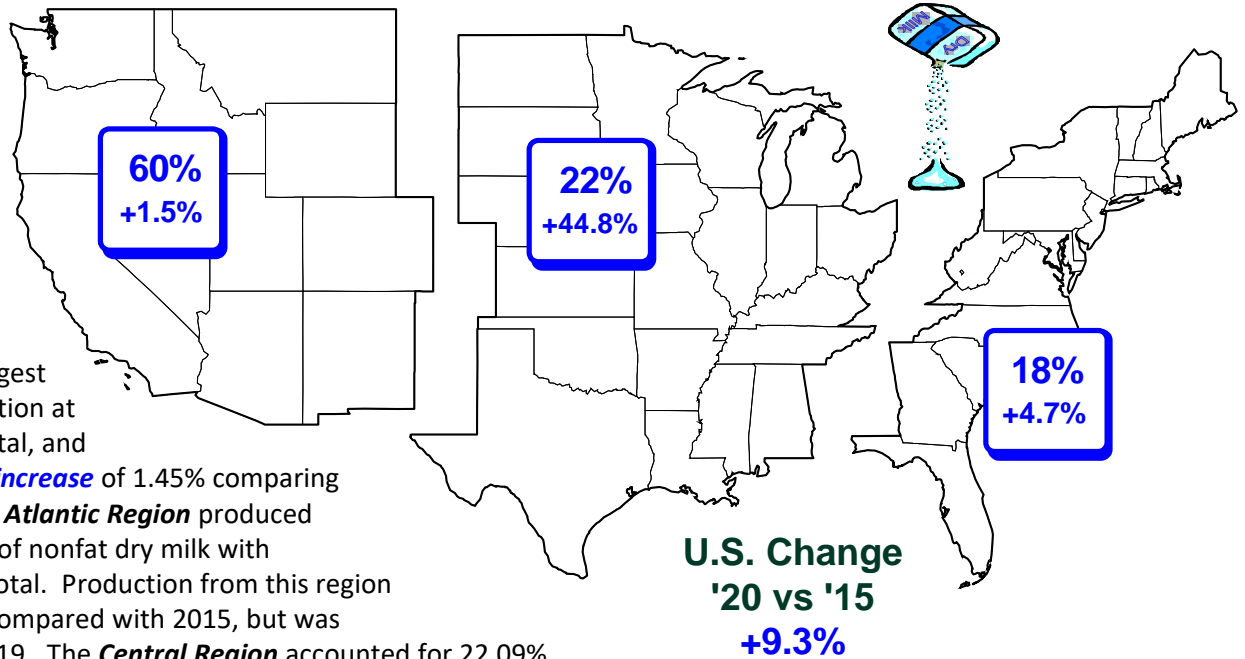 Milk
Dry
60%
+1.5%
22%
+44.8%
18%
+4.7%
gest
tion at
tal, and
increase of 1.45% comparing
Atlantic Region produced
of nonfat dry milk with
otal. Production from this region
ompared with 2015, but was
19. The Central Region accounted for 22.09%
U.S. Change
'20 vs '15
+9.3%